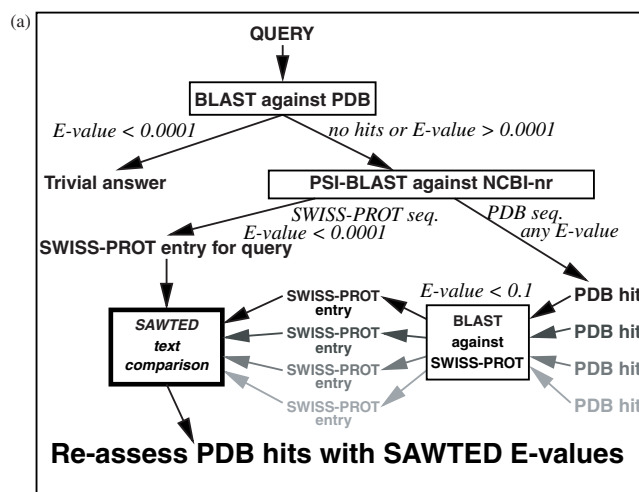 (a)
QUERY
BLAST against PDB
E-value < 0.0001
no hits or E-value > 0.0001
Trivial answer
PSI-BLAST against NCBI-nr
SWISS-PROT seq.
E-value < 0.0001
PDB seq.
any E-value
SWISS-PROT entry for query
E-value < 0.1
PDB hit
PDB hit
PDB hit
PDB hit
BLAST
against
SWISS-PROT
SWISS-PROT
entry
SWISS-PROT
entry
SWISS-PROT
entry
SWISS-PROT
entry
SAWTED
text
comparison
Re-assess PDB hits with SAWTED E-values